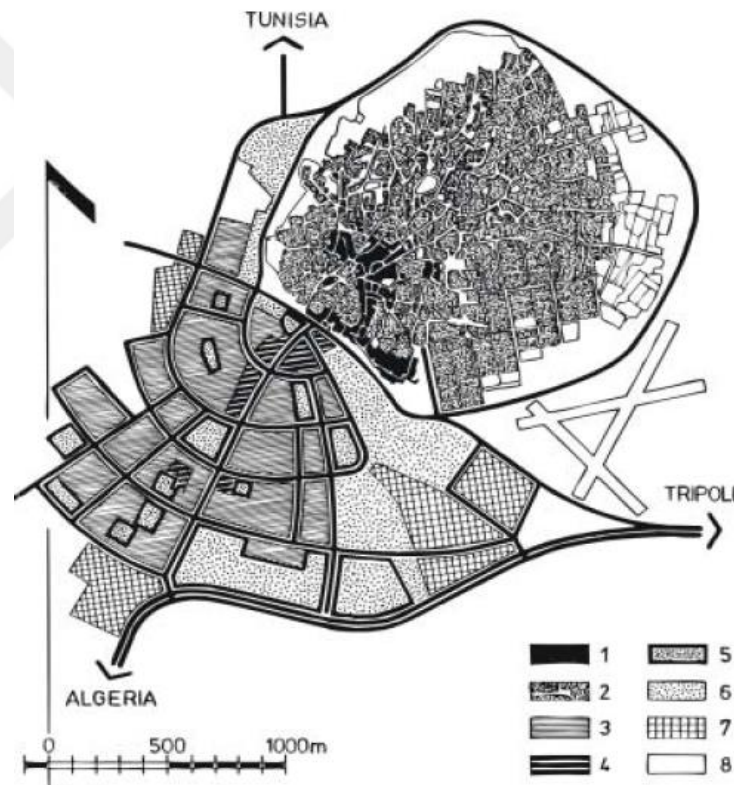 TUNISIA
TRIPOLI
ALGERIA
0 500 1000m
1 5
2 6
3 7
4 8